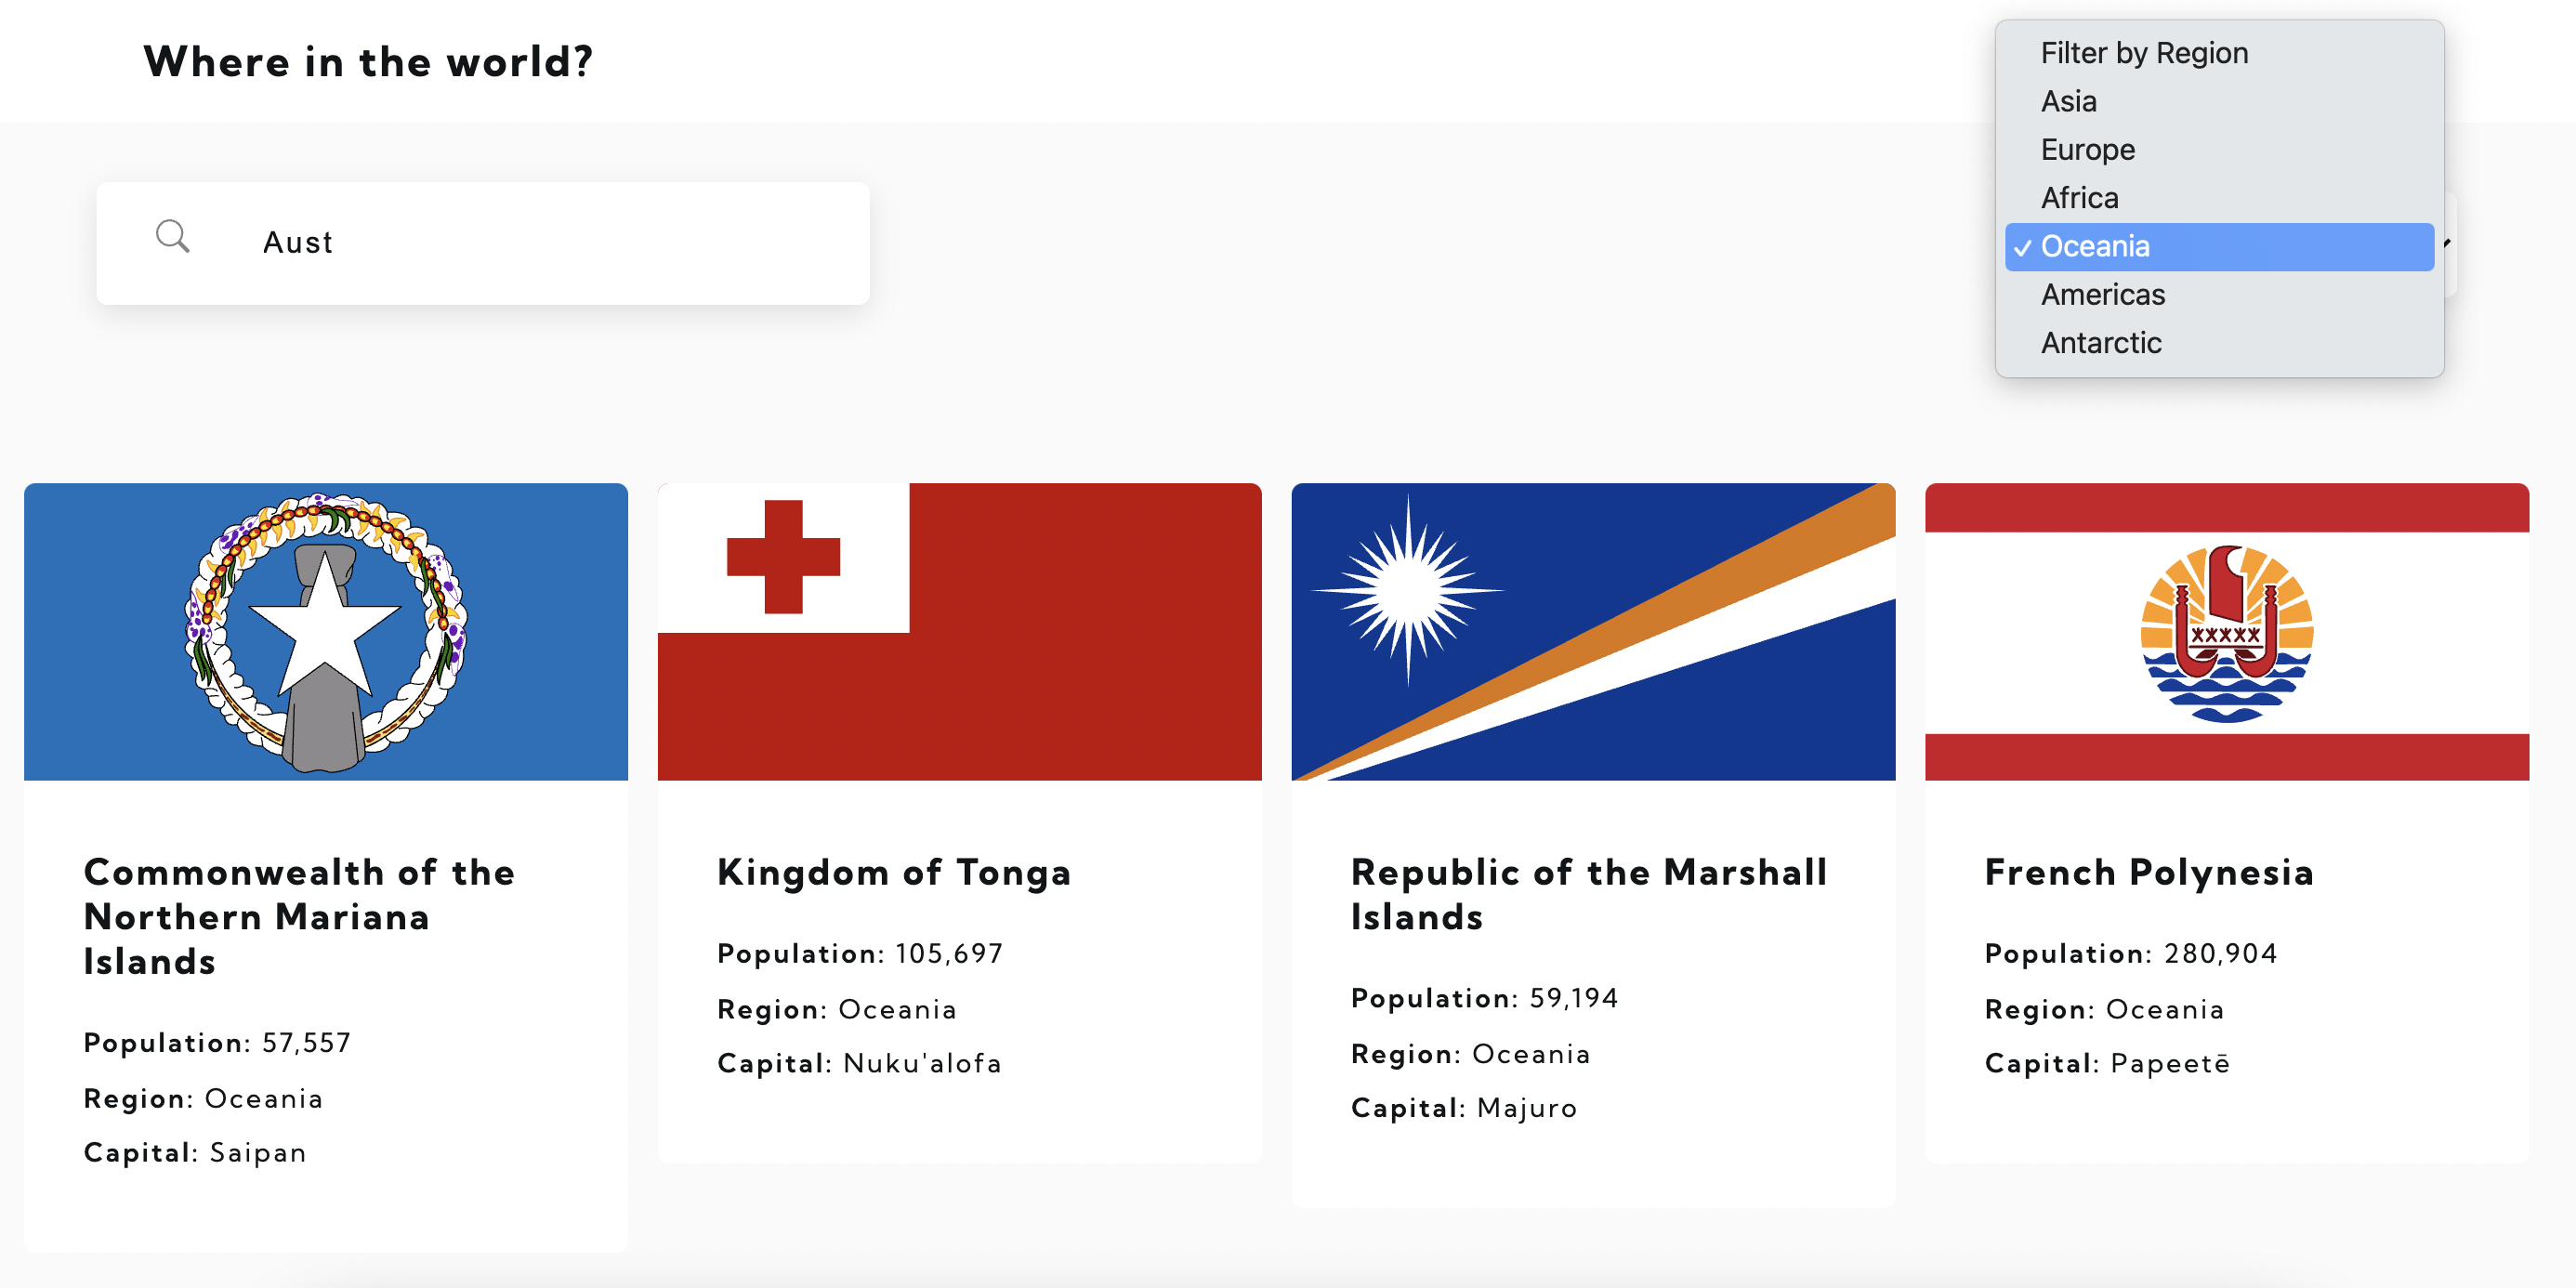 Where in the world?
Filter by Region
Asia
Europe
Africa
✓ Oceania
Americas
Antarctic
Aust
Commonwealth of the
Northern Mariana
Islands
Population: 57,557
Region: Oceania
Capital: Saipan
Kingdom of Tonga
Population: 105,697
Region: Oceania
Capital: Nuku'alofa
Republic of the Marshall
Islands
Population: 59,194
Region: Oceania
Capital: Majuro
French Polynesia
Population: 280,904
Region: Oceania
Capital: Papeetē